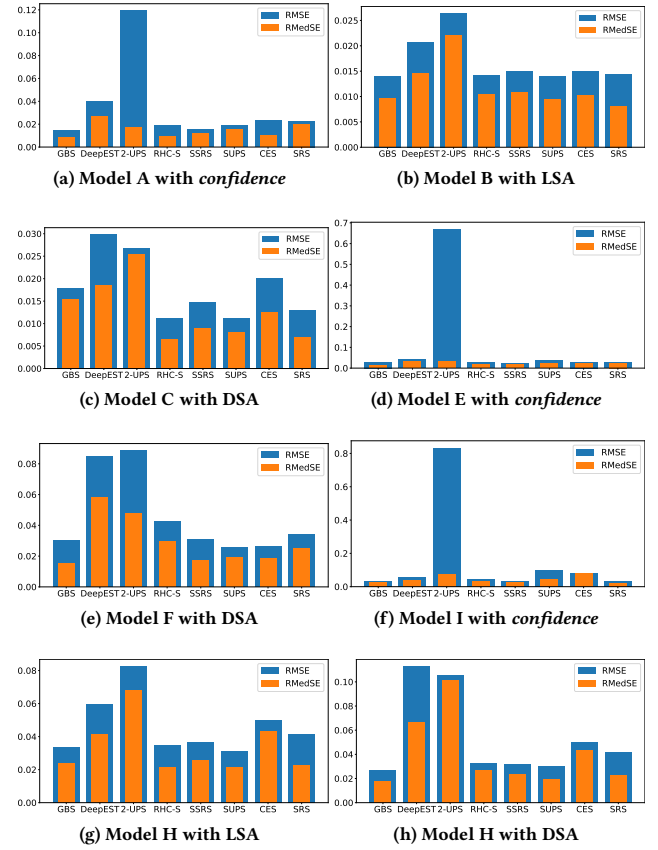 0.12
0.10
0.08
0.06
0.04
0.02
0.00
RMSE
RMedSE
GBS DeepEST 2-UPS RHC-S SSRS SUPS CES SRS
(a) Model A with confidence
0.025
0.020
0.015
0.010
0.005
0.000
RMSE
RMedSE
GBS DeepEST 2-UPS RHC-S SSRS SUPS CES SRS
(b) Model B with LSA
0.030
0.025
0.020
0.015
0.010
0.005
0.000
RMSE
RMedSE
GBS DeepEST 2-UPS RHC-S SSRS SUPS CES SRS
(c) Model C with DSA
0.7
0.6
0.5
0.4
0.3
0.2
0.1
0.0
RMSE
RMedSE
GBS DeepEST 2-UPS RHC-S SSRS SUPS CES SRS
(d) Model E with confidence
0.08
0.06
0.04
0.02
0.00
RMSE
RMedSE
GBS DeepEST 2-UPS RHC-S SSRS SUPS CES SRS
(e) Model F with DSA
0.8
0.6
0.4
0.2
0.0
RMSE
RMedSE
GBS DeepEST 2-UPS RHC-S SSRS SUPS CES SRS
(f) Model I with confidence
0.08
0.06
0.04
0.02
0.00
RMSE
RMedSE
GBS DeepEST 2-UPS RHC-S SSRS SUPS CES SRS
(g) Model H with LSA
0.10
0.08
0.06
0.04
0.02
0.00
RMSE
RMedSE
GBS DeepEST 2-UPS RHC-S SSRS SUPS CES SRS
(h) Model H with DSA